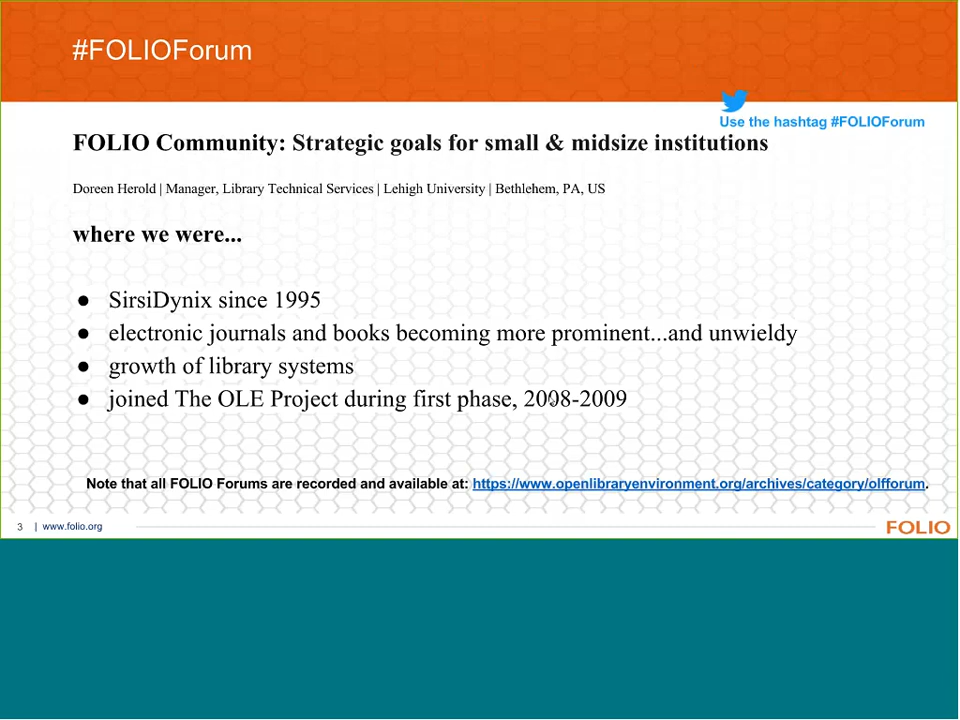 #FOLIOForum
Use the hashtag #FOLIOForum
FOLIO Community: Strategic goals for small & midsize institutions
Doreen Herold | Manager, Library Technical Services | Lehigh University | Bethlehem, PA, US
where we were...
● SirsiDynix since 1995
● electronic journals and books becoming more prominent...and unwieldy
● growth of library systems
● joined The OLE Project during first phase, 2008-2009
Note that all FOLIO Forums are recorded and available at: https://www.openlibraryenvironment.org/archives/category/olfforum.
3 | www.folio.org
FOLIO